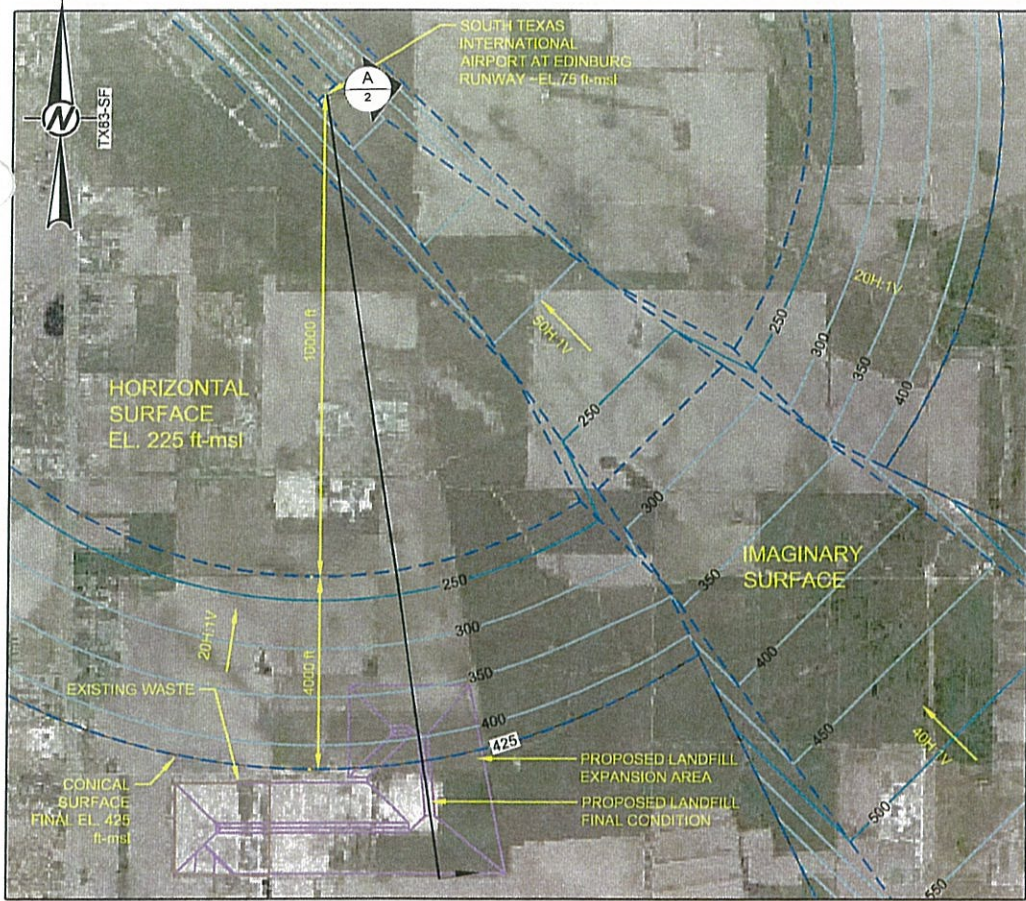 SOUTH TEXAS
INTERNATIONAL
AIRPORT AT EDINBURG
RUNWAY ~EL.75 ft-msl
A
2
N
TX83-SF
10000 ft
50H:1V
20H:1V
250
300
350
400
HORIZONTAL
SURFACE
EL. 225 ft-msl
250
300
IMAGINARY
SURFACE
250
300
350
400
425
350
400
450
500
550
20H:1V
4000 ft
40H:1V
EXISTING WASTE
CONICAL
SURFACE
FINAL EL. 425
ft-msl
PROPOSED LANDFILL
EXPANSION AREA
PROPOSED LANDFILL
FINAL CONDITION